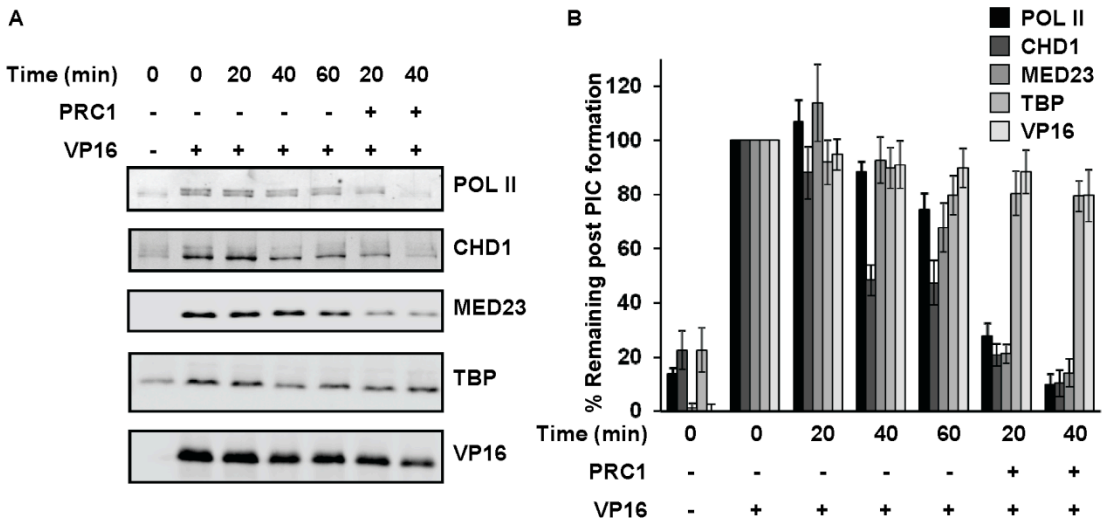 A
Time (min) 0 0 20 40 60 20 40
PRC1 - - - - - + +
VP16 - + + + + + +
POL II
CHD1
MED23
TBP
VP16
B
POL II
CHD1
MED23
TBP
VP16
% Remaining post PIC formation
120
100
80
60
40
20
0
Time (min) 0 0 20 40 60 20 40
PRC1 - - - - - + +
VP16 - + + + + + +